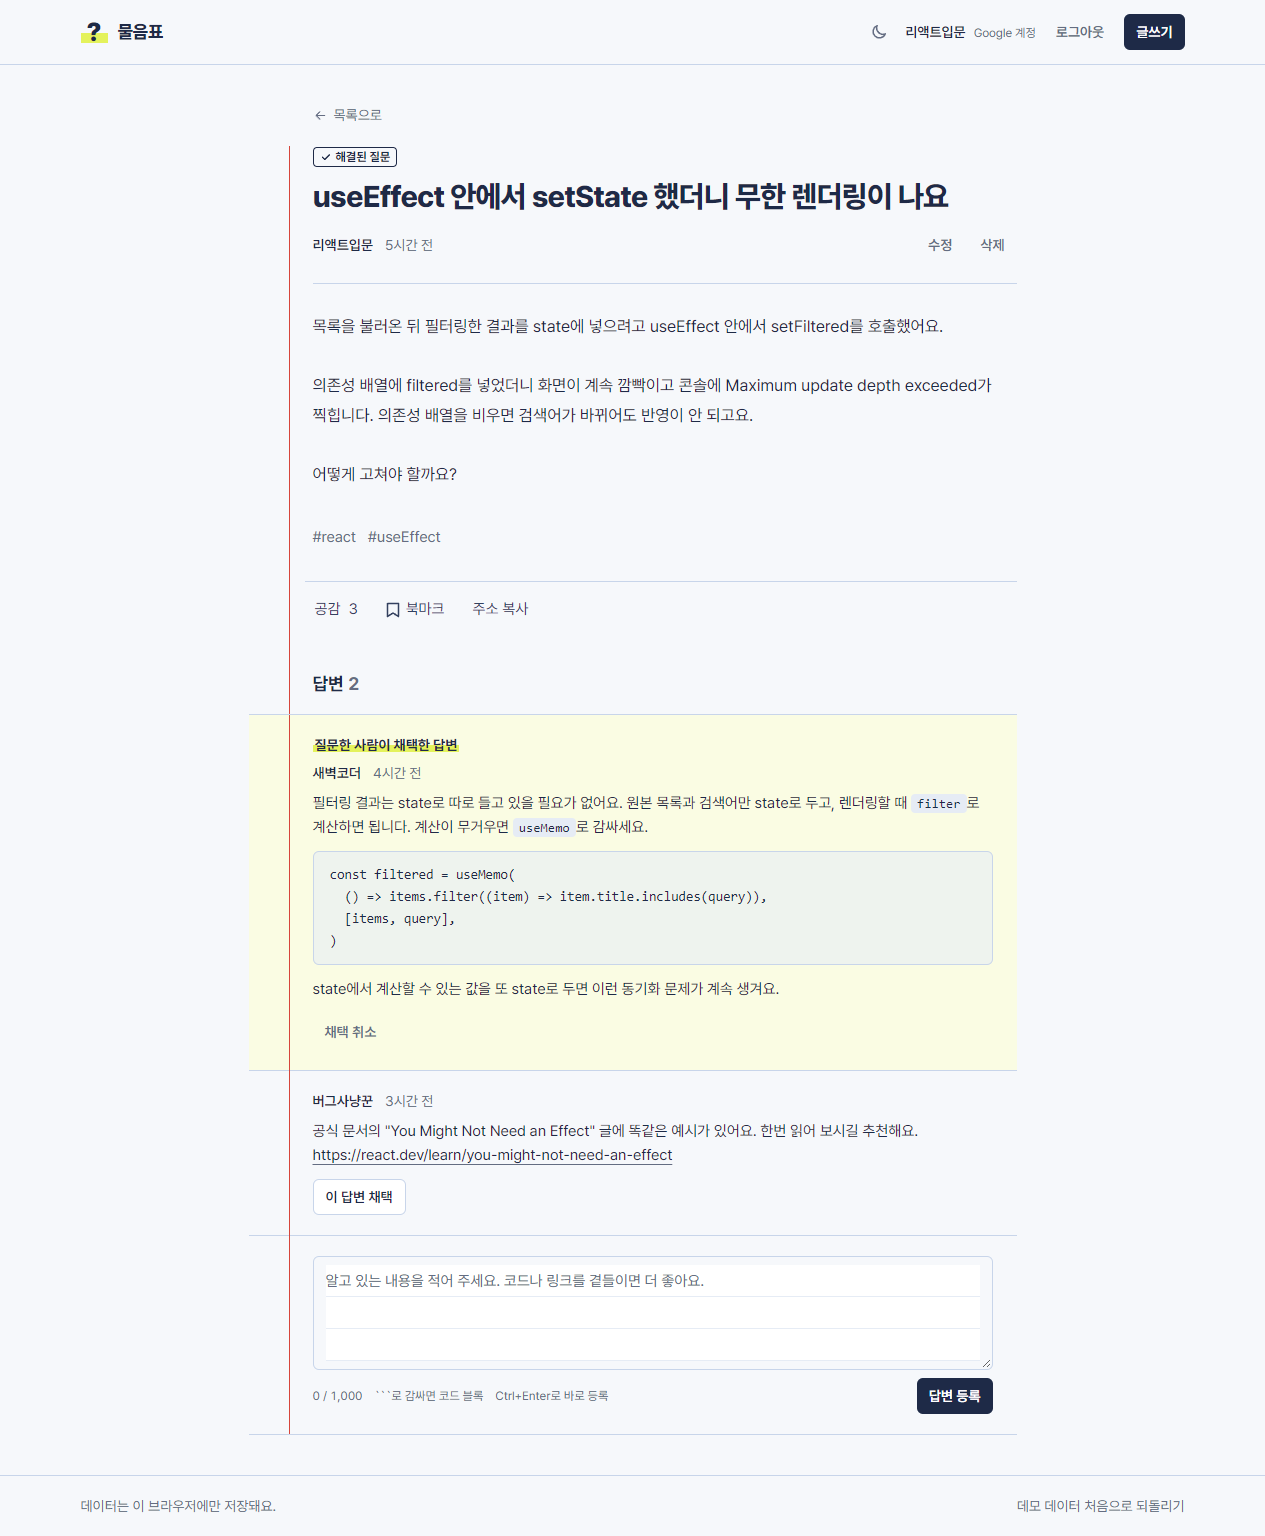 ? 물음표
리액트입문 Google 계정 로그아웃 글쓰기
← 목록으로
✓ 해결된 질문
useEffect 안에서 setState 했더니 무한 렌더링이 나요
리액트입문 5시간 전 수정 삭제
목록을 불러온 뒤 필터링한 결과를 state에 넣으려고 useEffect 안에서 setFiltered를 호출했어요.
의존성 배열에 filtered를 넣었더니 화면이 계속 깜빡이고 콘솔에 Maximum update depth exceeded가
찍힙니다. 의존성 배열을 비우면 검색어가 바뀌어도 반영이 안 되고요.
어떻게 고쳐야 할까요?
#react #useEffect
공감 3 북마크 주소 복사
답변 2
질문한 사람이 채택한 답변
새벽코더 4시간 전
필터링 결과는 state로 따로 들고 있을 필요가 없어요. 원본 목록과 검색어만 state로 두고, 렌더링할 때 filter로
계산하면 됩니다. 계산이 무거우면 useMemo로 감싸세요.
const filtered = useMemo(
  () => items.filter((item) => item.title.includes(query)),
  [items, query],
)
state에서 계산할 수 있는 값을 또 state로 두면 이런 동기화 문제가 계속 생겨요.
채택 취소
버그사냥꾼 3시간 전
공식 문서의 "You Might Not Need an Effect" 글에 똑같은 예시가 있어요. 한번 읽어 보시길 추천해요.
https://react.dev/learn/you-might-not-need-an-effect
이 답변 채택
알고 있는 내용을 적어 주세요. 코드나 링크를 곁들이면 더 좋아요.
0 / 1,000 ```로 감싸면 코드 블록 Ctrl+Enter로 바로 등록 답변 등록
데이터는 이 브라우저에만 저장돼요. 데모 데이터 처음으로 되돌리기